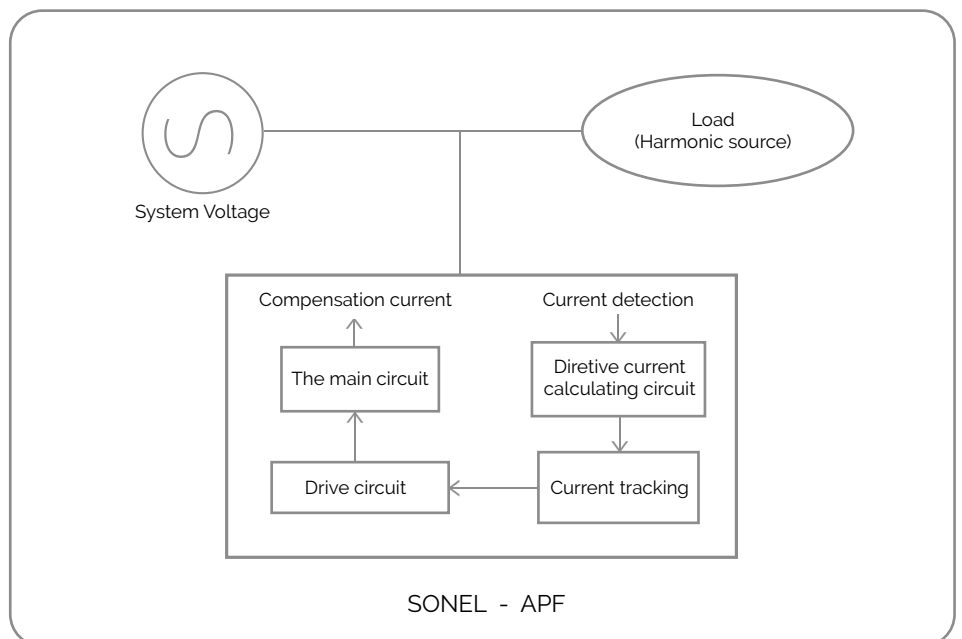 Load
(Harmonic source)
System Voltage
Compensation current
Current detection
The main circuit
Diretive current
calculating circuit
Drive circuit
Current tracking
SONEL - APF